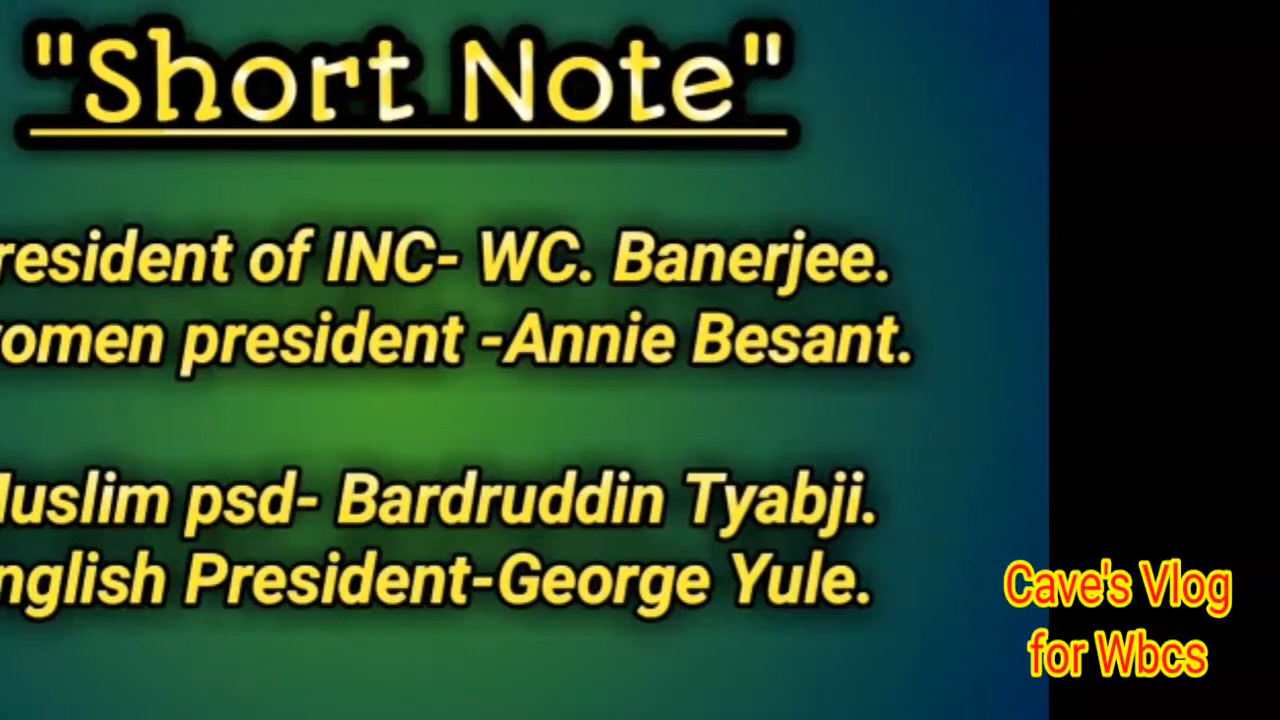 "Short Note"
resident of INC- WC. Banerjee.
omen president -Annie Besant.
uslim psd- Bardruddin Tyabji.
nglish President-George Yule.
Cave's Vlog
for Wbcs